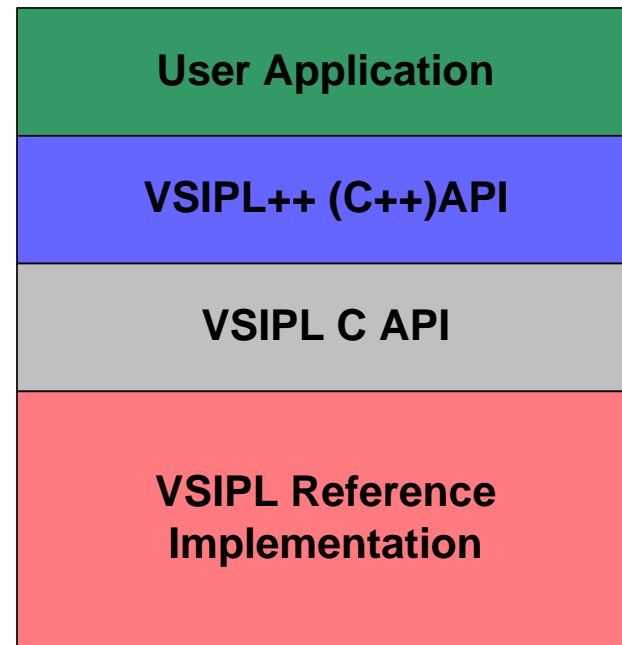 User Application
VSIPL++ (C++)API
VSIPL C API
VSIPL Reference
Implementation